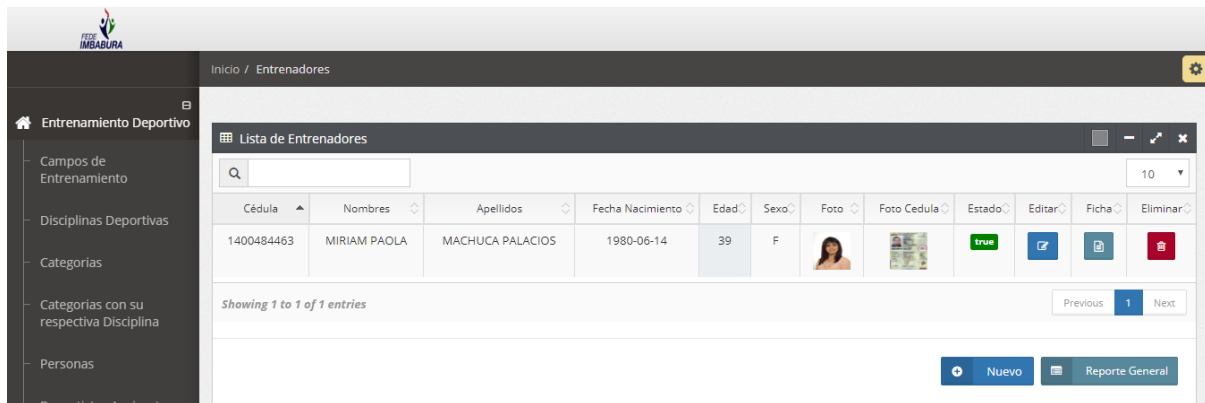 FEDE
IMBABURA
Inicio / Entrenadores
Entrenamiento Deportivo
Campos de
Entrenamiento
Disciplinas Deportivas
Categorias
Categorias con su
respectiva Disciplina
Personas
Lista de Entrenadores
10
Cédula Nombres Apellidos Fecha Nacimiento Edad Sexo Foto Foto Cedula Estado Editar Ficha Eliminar
1400484463 MIRIAM PAOLA MACHUCA PALACIOS 1980-06-14 39 F true
Showing 1 to 1 of 1 entries
Previous 1 Next
Nuevo Reporte General